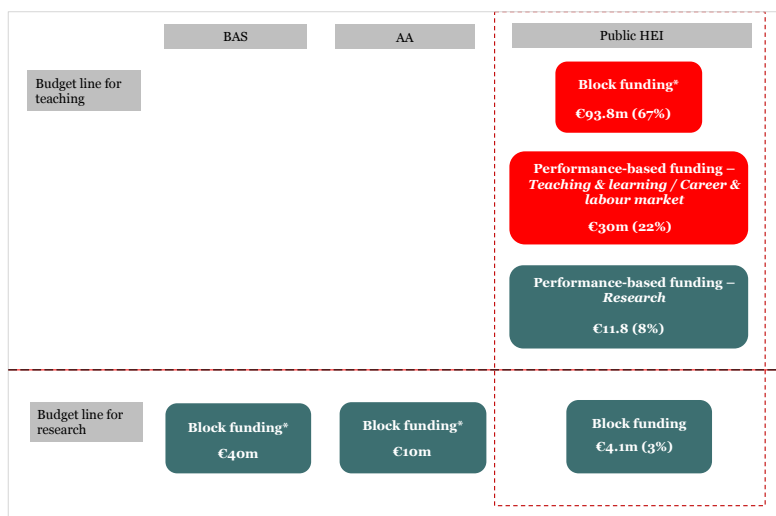 BAS
AA
Public HEI
Budget line for
teaching
Block funding*
€93.8m (67%)
Performance-based funding –
Teaching & learning / Career &
labour market
€30m (22%)
Performance-based funding –
Research
€11.8 (8%)
Budget line for
research
Block funding*
€40m
Block funding*
€10m
Block funding
€4.1m (3%)